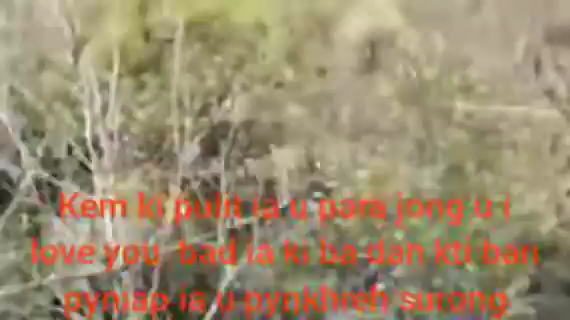 Kem ki pulit ia u para jong u i
love you bad ia ki ba dan kti ban
pyniap ia u pynkhreh surong